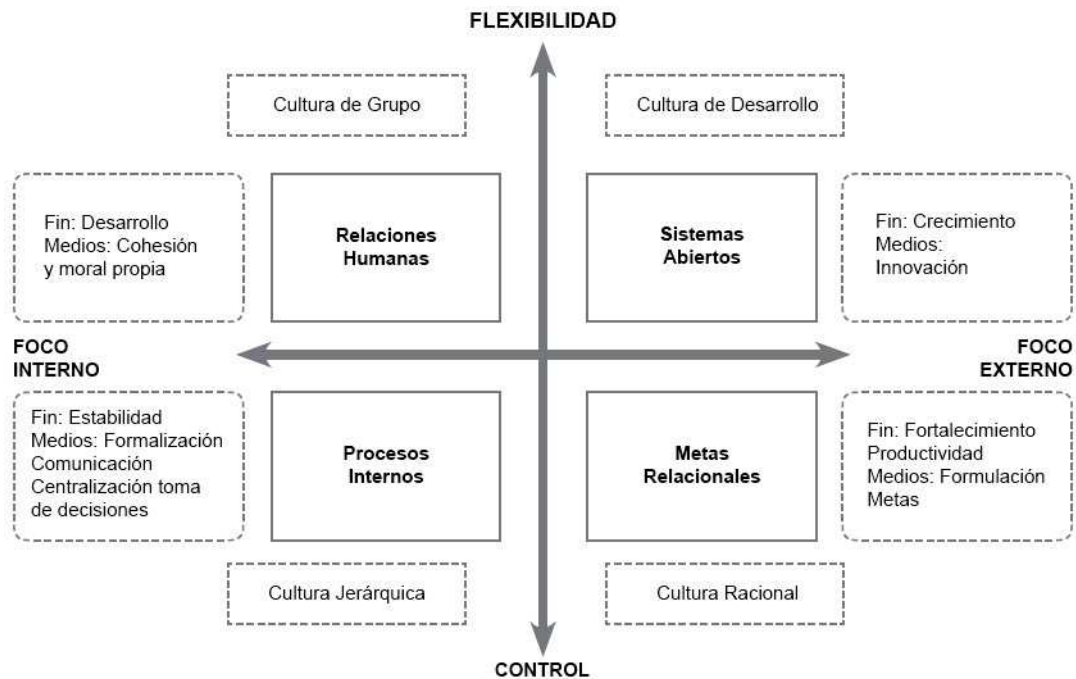 FLEXIBILIDAD
Cultura de Grupo
Cultura de Desarrollo
Fin: Desarrollo
Medios: Cohesión
y moral propia
Relaciones
Humanas
Sistemas
Abiertos
Fin: Crecimiento
Medios:
Innovación
FOCO
INTERNO
FOCO
EXTERNO
Fin: Estabilidad
Medios: Formalización
Comunicación
Centralización toma
de decisiones
Procesos
Internos
Metas
Relacionales
Fin: Fortalecimiento
Productividad
Medios: Formulación
Metas
Cultura Jerárquica
Cultura Racional
CONTROL